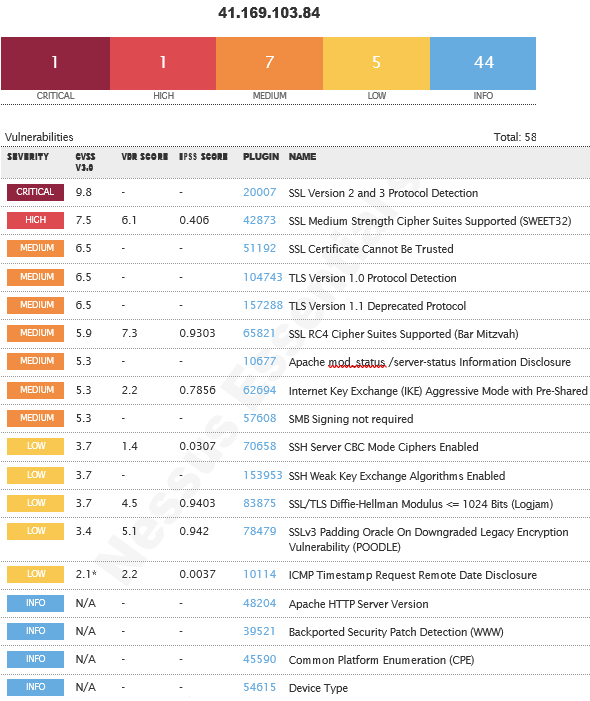 41.169.103.84
1 1 7 5 44
CRITICAL HIGH MEDIUM LOW INFO
Vulnerabilities Total: 58
SEVERITY CVSS V3.0 VPR SCORE EPSS SCORE PLUGIN NAME
CRITICAL 9.8 - - 20007 SSL Version 2 and 3 Protocol Detection
HIGH 7.5 6.1 0.406 42873 SSL Medium Strength Cipher Suites Supported (SWEET32)
MEDIUM 6.5 - - 51192 SSL Certificate Cannot Be Trusted
MEDIUM 6.5 - - 104743 TLS Version 1.0 Protocol Detection
MEDIUM 6.5 - - 157288 TLS Version 1.1 Deprecated Protocol
MEDIUM 5.9 7.3 0.9303 65821 SSL RC4 Cipher Suites Supported (Bar Mitzvah)
MEDIUM 5.3 - - 10677 Apache mod_status /server-status Information Disclosure
MEDIUM 5.3 2.2 0.7856 62694 Internet Key Exchange (IKE) Aggressive Mode with Pre-Shared
MEDIUM 5.3 - - 57608 SMB Signing not required
LOW 3.7 1.4 0.0307 70658 SSH Server CBC Mode Ciphers Enabled
LOW 3.7 - - 153953 SSH Weak Key Exchange Algorithms Enabled
LOW 3.7 4.5 0.9403 83875 SSL/TLS Diffie-Hellman Modulus <= 1024 Bits (Logjam)
LOW 3.4 5.1 0.942 78479 SSLv3 Padding Oracle On Downgraded Legacy Encryption
Vulnerability (POODLE)
LOW 2.1* 2.2 0.0037 10114 ICMP Timestamp Request Remote Date Disclosure
INFO N/A - - 48204 Apache HTTP Server Version
INFO N/A - - 39521 Backported Security Patch Detection (WWW)
INFO N/A - - 45590 Common Platform Enumeration (CPE)
INFO N/A - - 54615 Device Type
Nessus Essentials